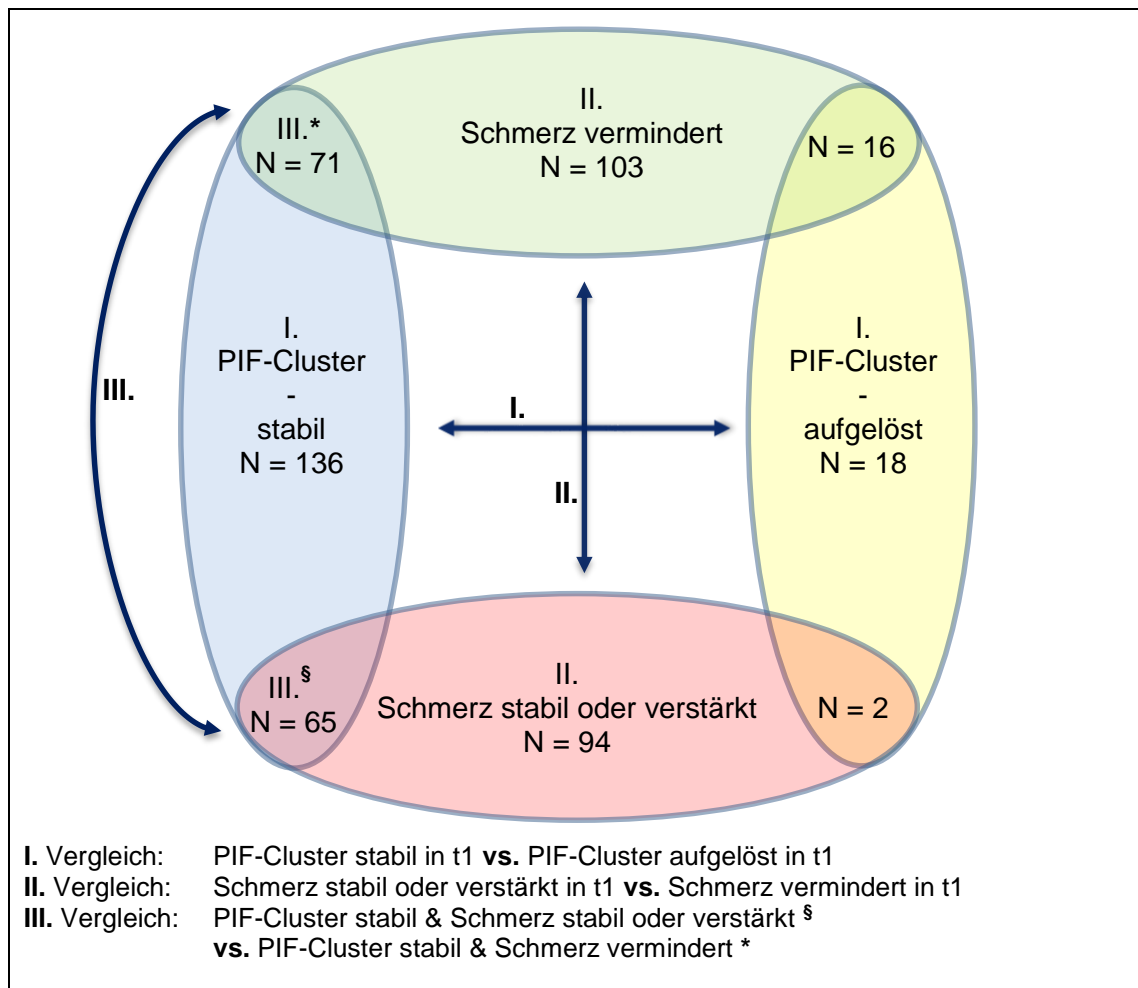 II.
Schmerz vermindert
N = 103
III.*
N = 71
N = 16
I.
PIF-Cluster
-
stabil
N = 136
I.
PIF-Cluster
-
aufgelöst
N = 18
III.
I.
II.
III.§
N = 65
II.
Schmerz stabil oder verstärkt
N = 94
N = 2
I. Vergleich: PIF-Cluster stabil in t1 vs. PIF-Cluster aufgelöst in t1
II. Vergleich: Schmerz stabil oder verstärkt in t1 vs. Schmerz vermindert in t1
III. Vergleich: PIF-Cluster stabil & Schmerz stabil oder verstärkt §
vs. PIF-Cluster stabil & Schmerz vermindert *